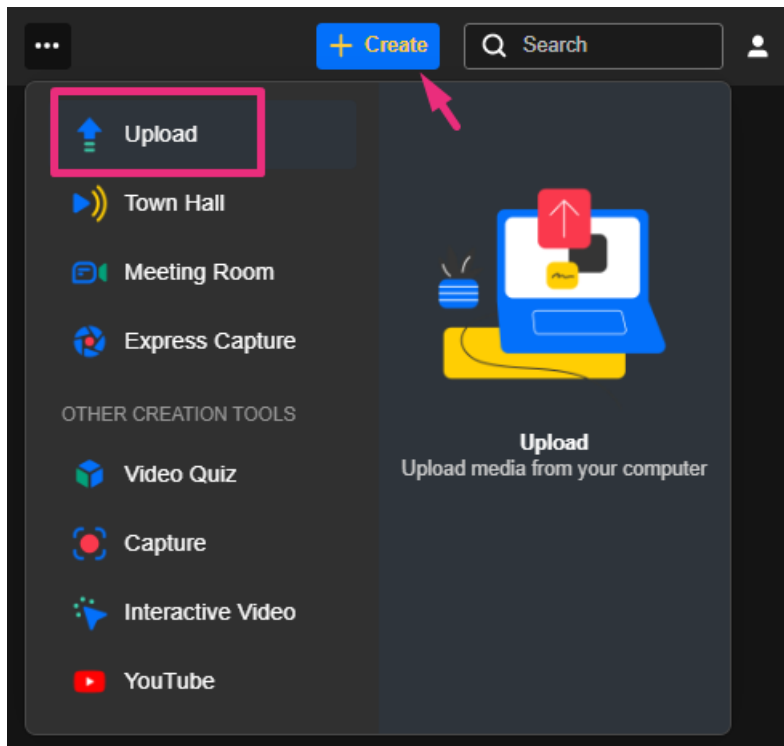 Create
Search
Upload
Town Hall
Meeting Room
Express Capture
OTHER CREATION TOOLS
Video Quiz
Capture
Interactive Video
YouTube
Upload
Upload media from your computer